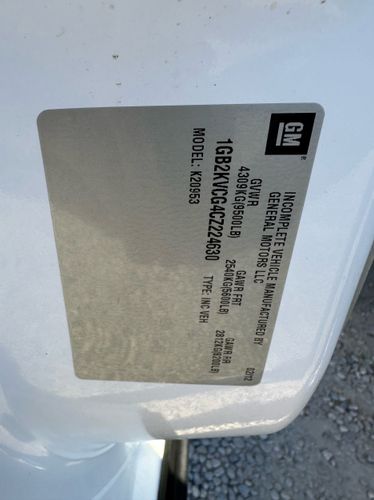 GM
®
INCOMPLETE VEHICLE MANUFACTURED BY
GENERAL MOTORS LLC
02/12
GVWR GAWR FRT GAWR RR
4309KG(9500LB) 2540KG(5600LB) 2812KG(6200LB)
1GB2KVCG4CZ224630
TYPE: INC VEH
MODEL: K20953